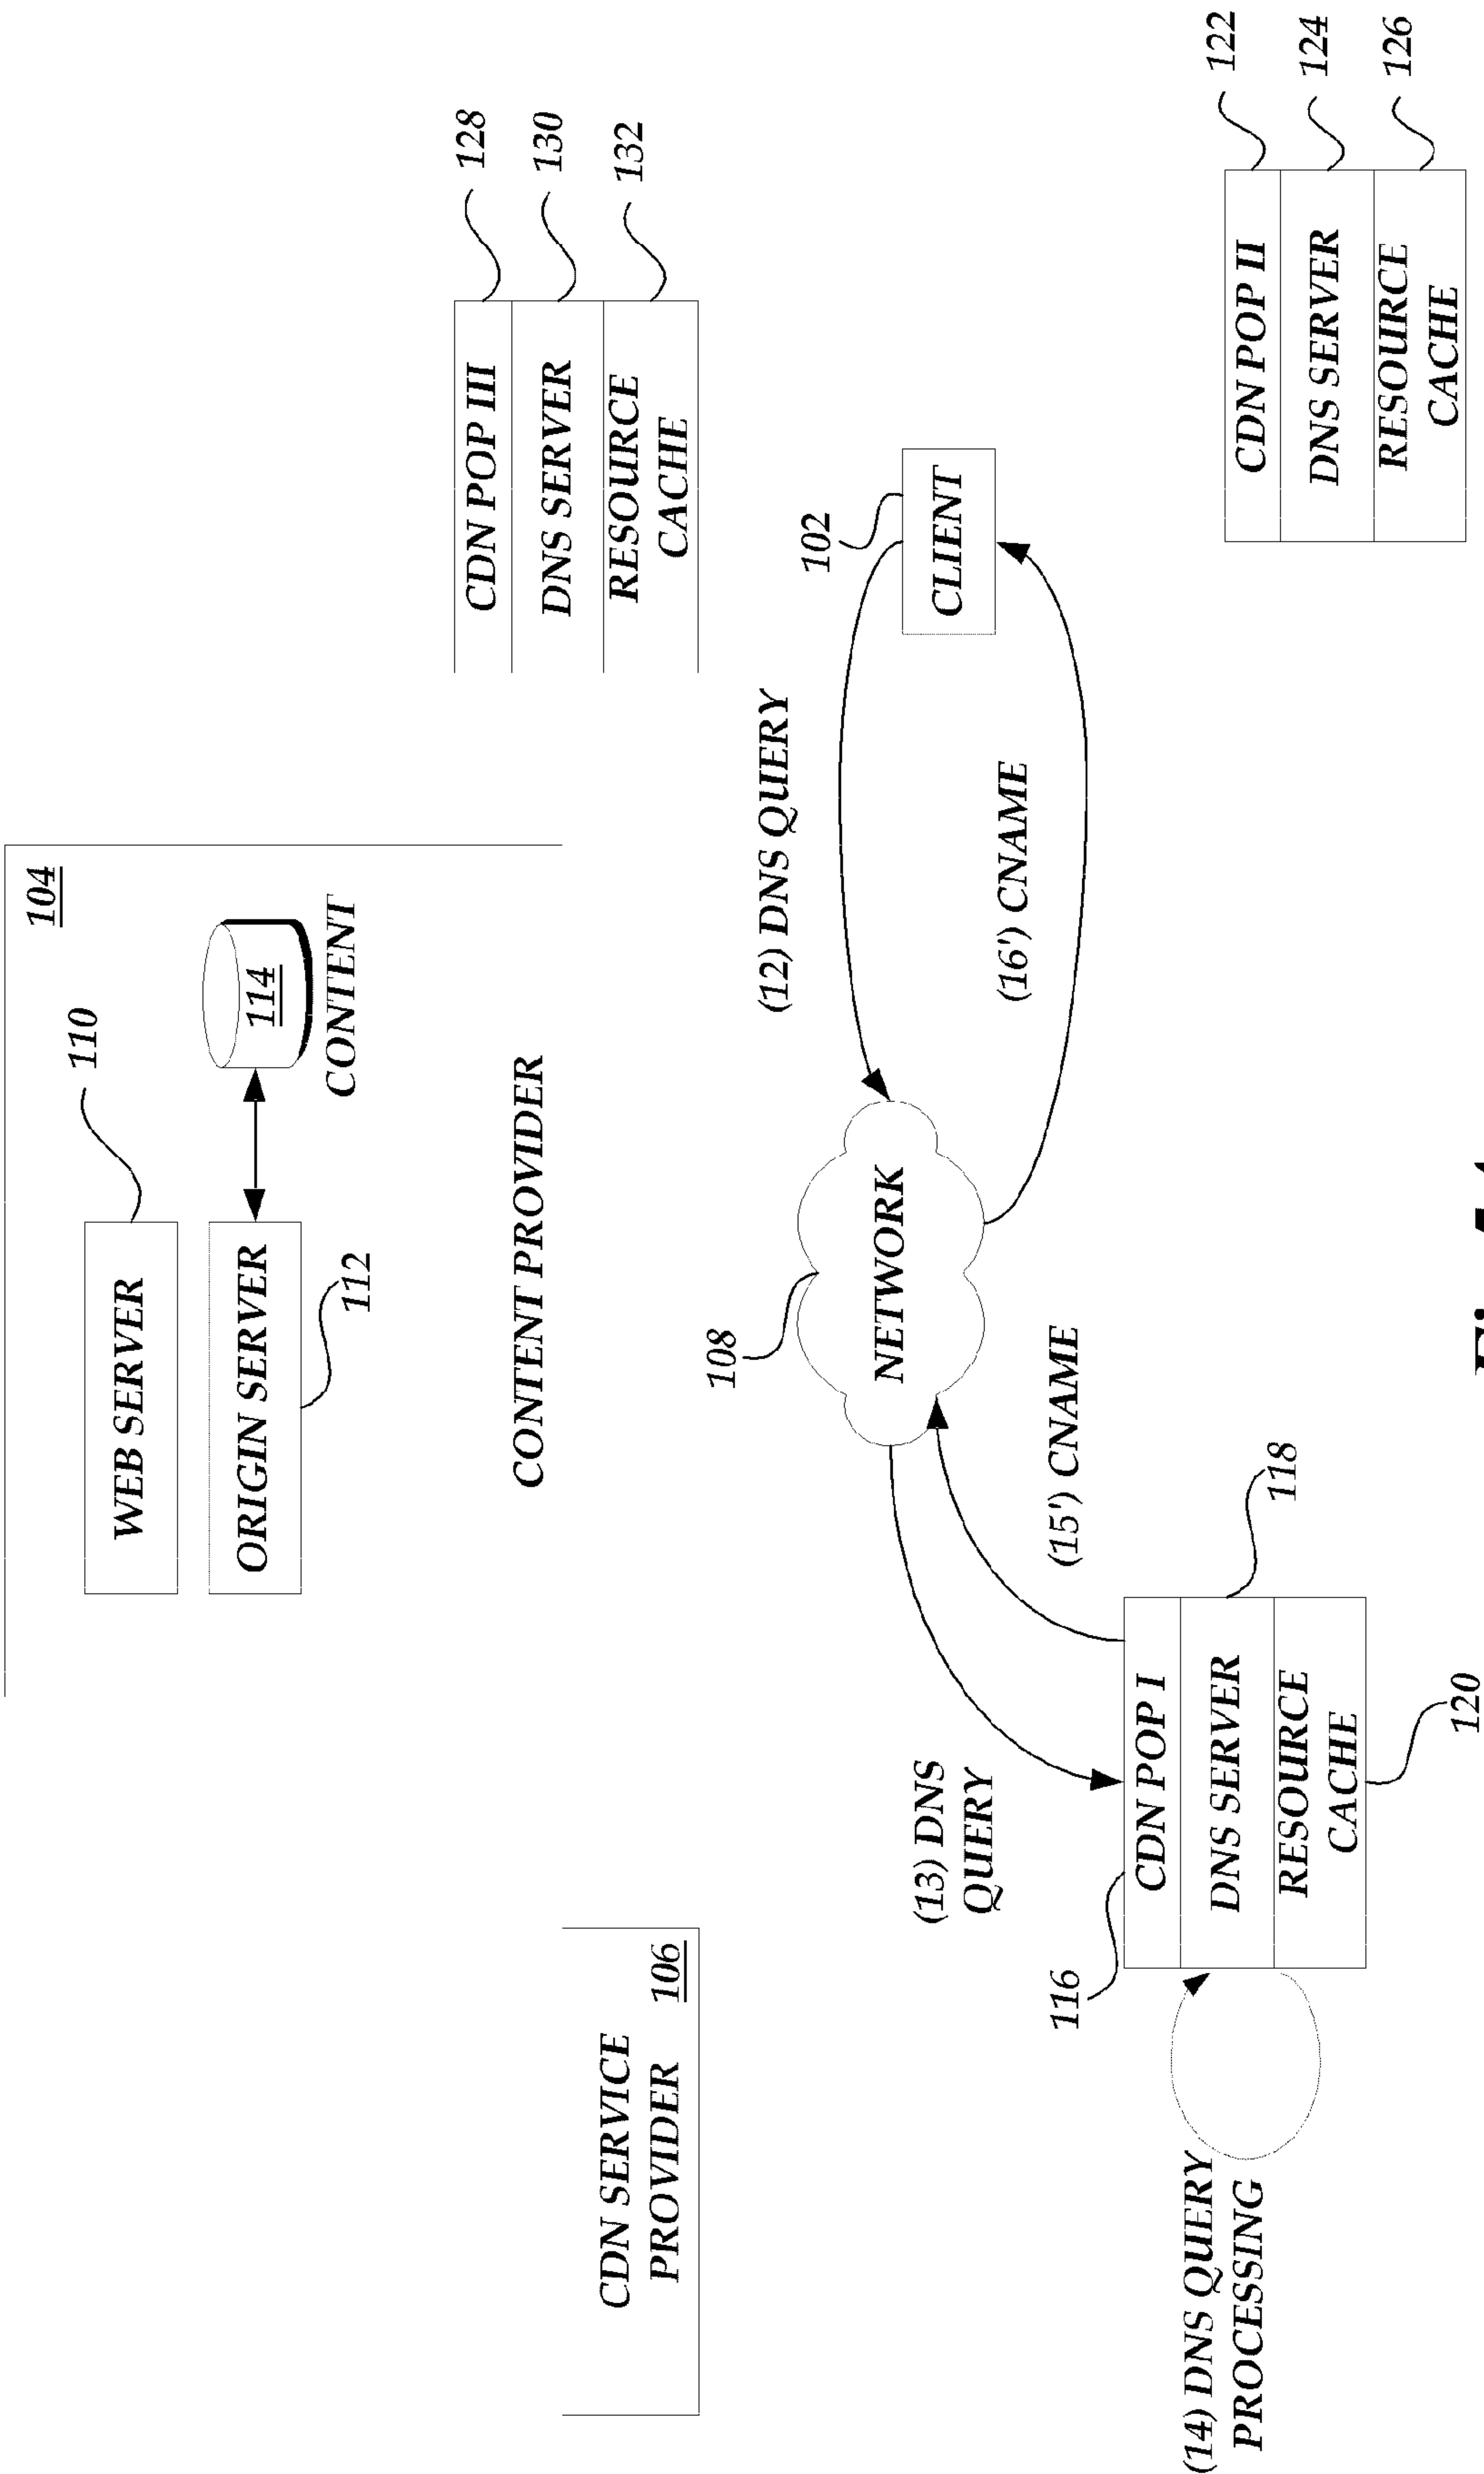 104
110
WEB SERVER
ORIGIN SERVER
114
112
CONTENT
CONTENT PROVIDER
CDN SERVICE
PROVIDER
106
CDN POP III
DNS SERVER
RESOURCE
CACHE
128
130
132
108
NETWORK
(12) DNS QUERY
102
CLIENT
(16') CNAME
(13) DNS
QUERY
(15') CNAME
116
CDN POP I
DNS SERVER
RESOURCE
CACHE
118
120
(14) DNS QUERY
PROCESSING
CDN POP II
DNS SERVER
RESOURCE
CACHE
122
124
126